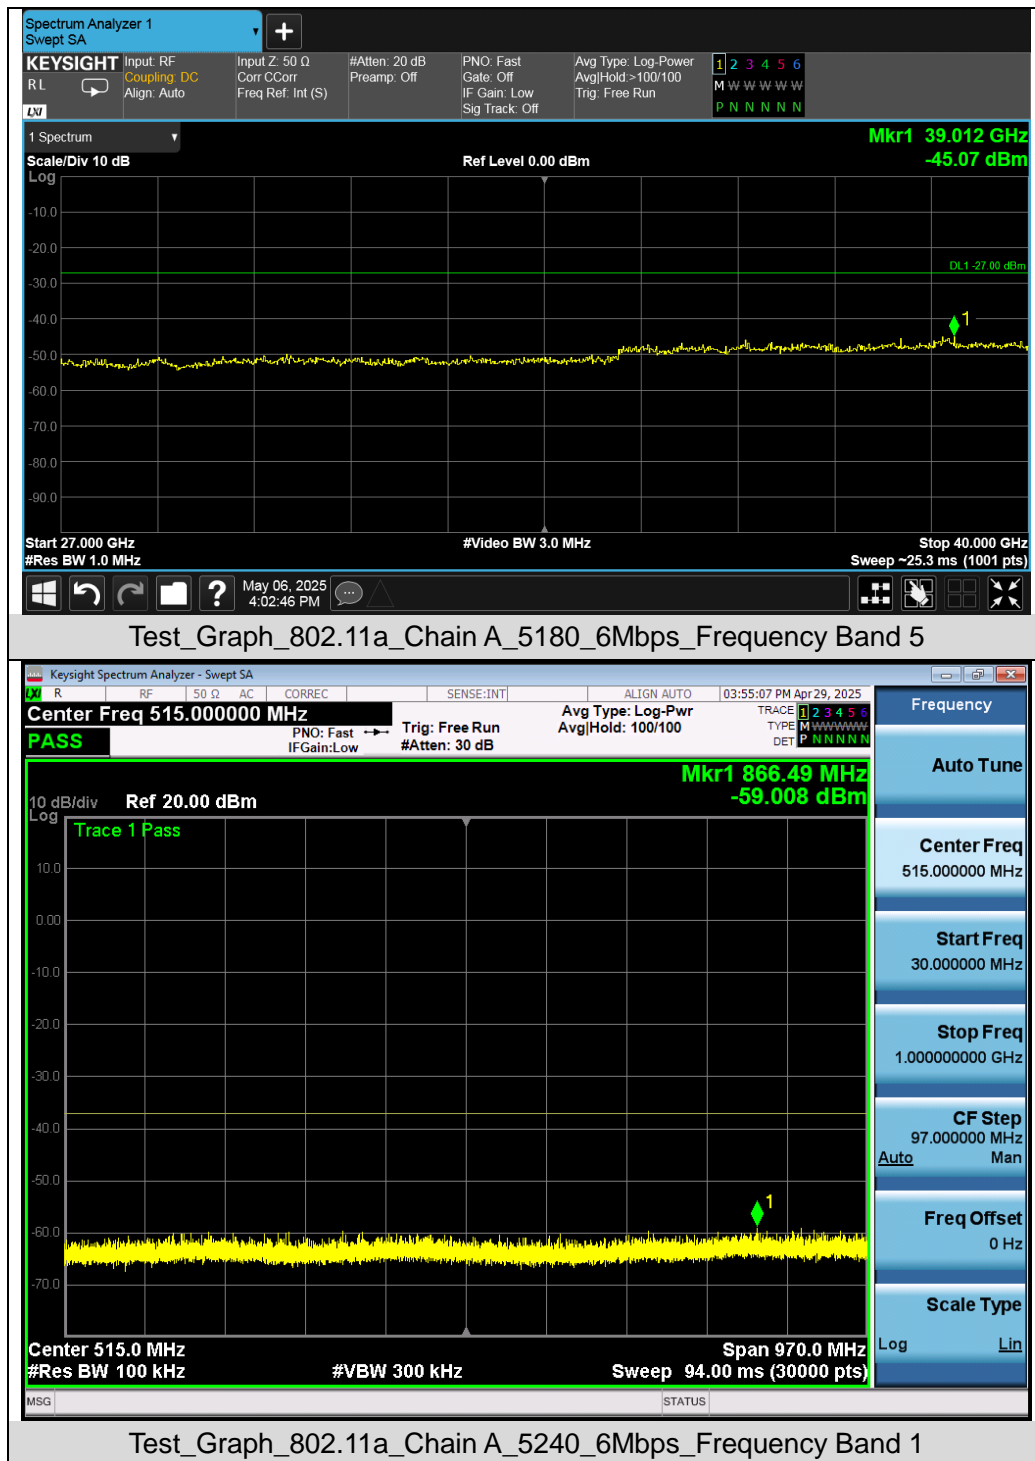 Spectrum Analyzer 1
Swept SA
KEYSIGHT
RL
LXI
Input: RF
Coupling: DC
Align: Auto
Input Z: 50 Ω
Corr CCorr
Freq Ref: Int (S)
#Atten: 20 dB
Preamp: Off
PNO: Fast
Gate: Off
IF Gain: Low
Sig Track: Off
Avg Type: Log-Power
Avg|Hold:>100/100
Trig: Free Run
1 2 3 4 5 6
M W W W W W
P N N N N N
1 Spectrum
Mkr1 39.012 GHz
-45.07 dBm
Scale/Div 10 dB
Ref Level 0.00 dBm
Log
-10.0
-20.0
DL1 -27.00 dBm
-30.0
-40.0
1
-50.0
-60.0
-70.0
-80.0
-90.0
Start 27.000 GHz
#Video BW 3.0 MHz
Stop 40.000 GHz
#Res BW 1.0 MHz
Sweep ~25.3 ms (1001 pts)
May 06, 2025
4:02:46 PM
Test_Graph_802.11a_Chain A_5180_6Mbps_Frequency Band 5
Keysight Spectrum Analyzer - Swept SA
LXI R RF 50 Ω AC CORREC SENSE:INT ALIGN AUTO 03:55:07 PM Apr 29, 2025
Center Freq 515.000000 MHz
PASS
PNO: Fast
IFGain:Low
Trig: Free Run
#Atten: 30 dB
Avg Type: Log-Pwr
Avg|Hold: 100/100
TRACE 1 2 3 4 5 6
TYPE M W W W W W
DET P N N N N N
Mkr1 866.49 MHz
-59.008 dBm
10 dB/div Ref 20.00 dBm
Log
Trace 1 Pass
10.0
0.00
-10.0
-20.0
-30.0
-40.0
-50.0
1
-60.0
-70.0
Center 515.0 MHz
Span 970.0 MHz
#Res BW 100 kHz
#VBW 300 kHz
Sweep 94.00 ms (30000 pts)
MSG
STATUS
Frequency
Auto Tune
Center Freq
515.000000 MHz
Start Freq
30.000000 MHz
Stop Freq
1.000000000 GHz
CF Step
97.000000 MHz
Auto Man
Freq Offset
0 Hz
Scale Type
Log Lin
Test_Graph_802.11a_Chain A_5240_6Mbps_Frequency Band 1